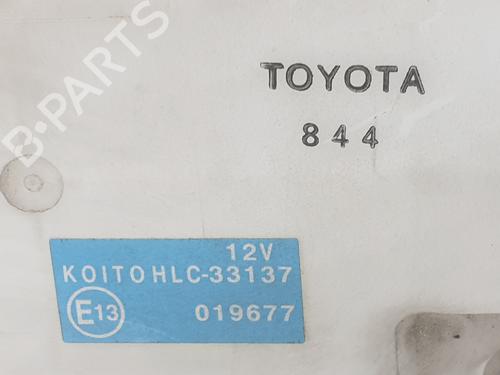 B-PARTS
TOYOTA
844
12V
KOITO HLC-33137
E13 019677